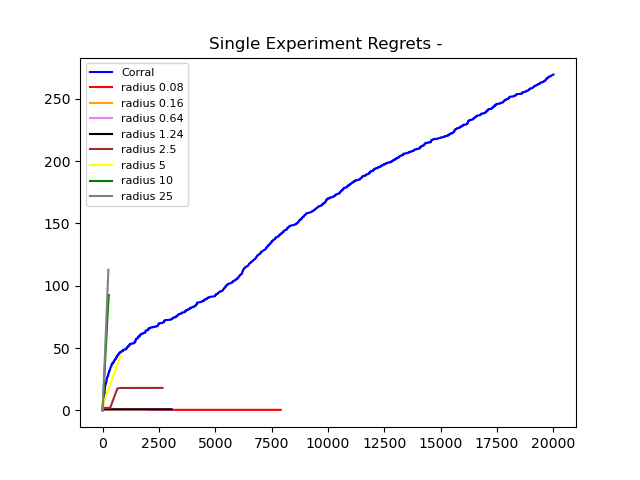 Single Experiment Regrets -
Corral
radius 0.08
radius 0.16
radius 0.64
radius 1.24
radius 2.5
radius 5
radius 10
radius 25
250
200
150
100
50
0
0 2500 5000 7500 10000 12500 15000 17500 20000